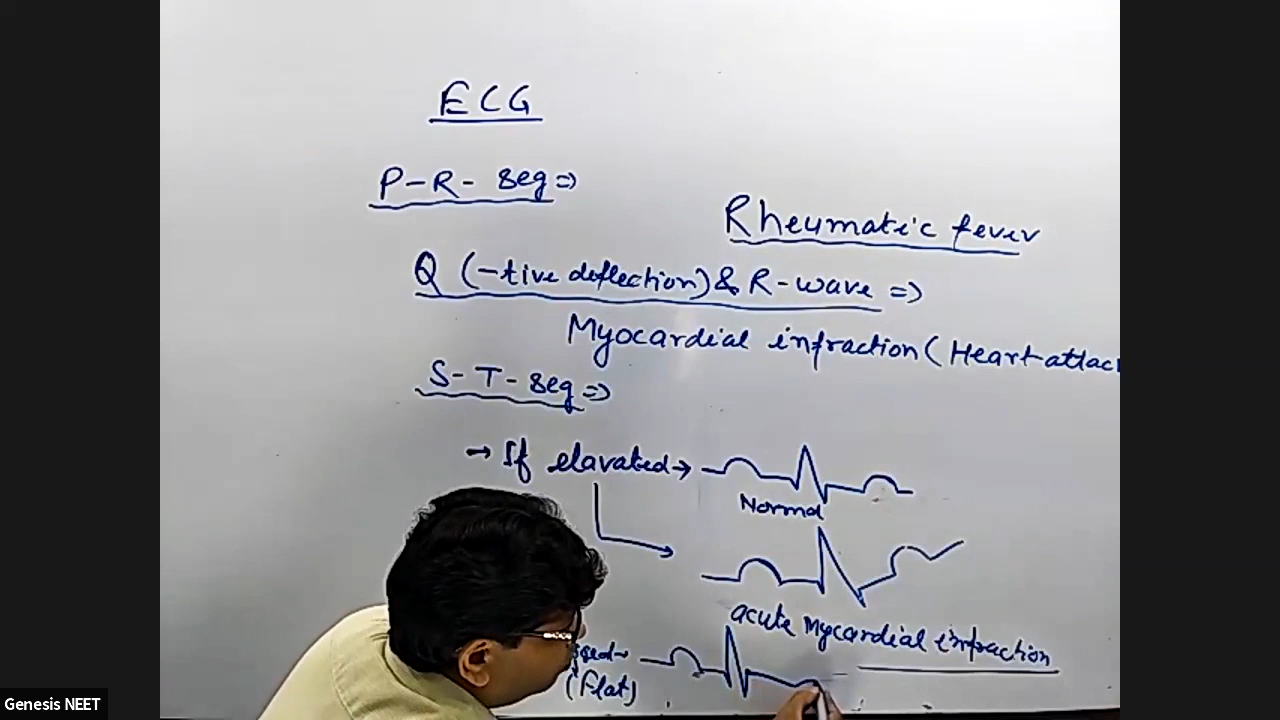 ECG
P-R- seg ⇒
Rheumatic fever
Q (-tive deflection) & R-wave ⇒
Myocardial infraction (Heart attac
S-T-seg ⇒
→ If elavated →
Normal
acute Myocardial infraction
(Flat)
Genesis NEET